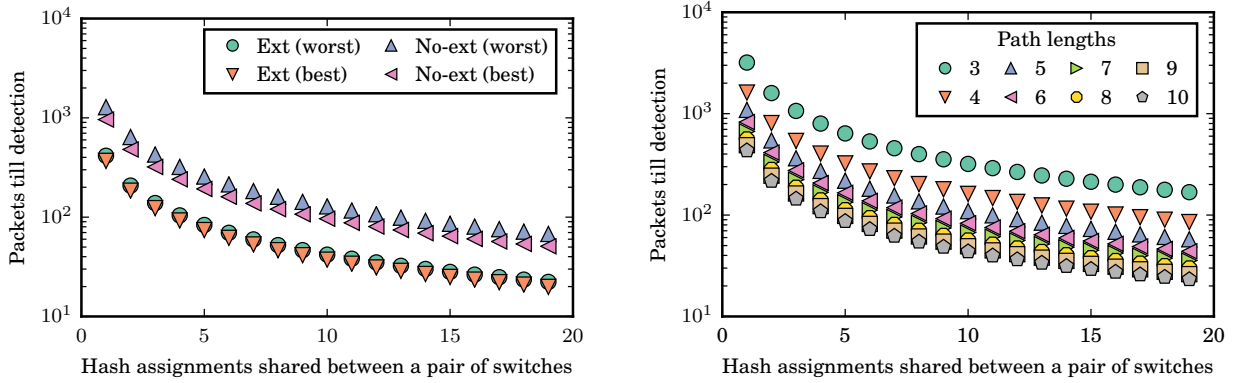 10^4
10^3
10^2
10^1
0
5
10
15
20
Packets till detection
Hash assignments shared between a pair of switches
Ext (worst)
No-ext (worst)
Ext (best)
No-ext (best)
10^4
10^3
10^2
10^1
0
5
10
15
20
Packets till detection
Hash assignments shared between a pair of switches
Path lengths
3 5 7 9
4 6 8 10